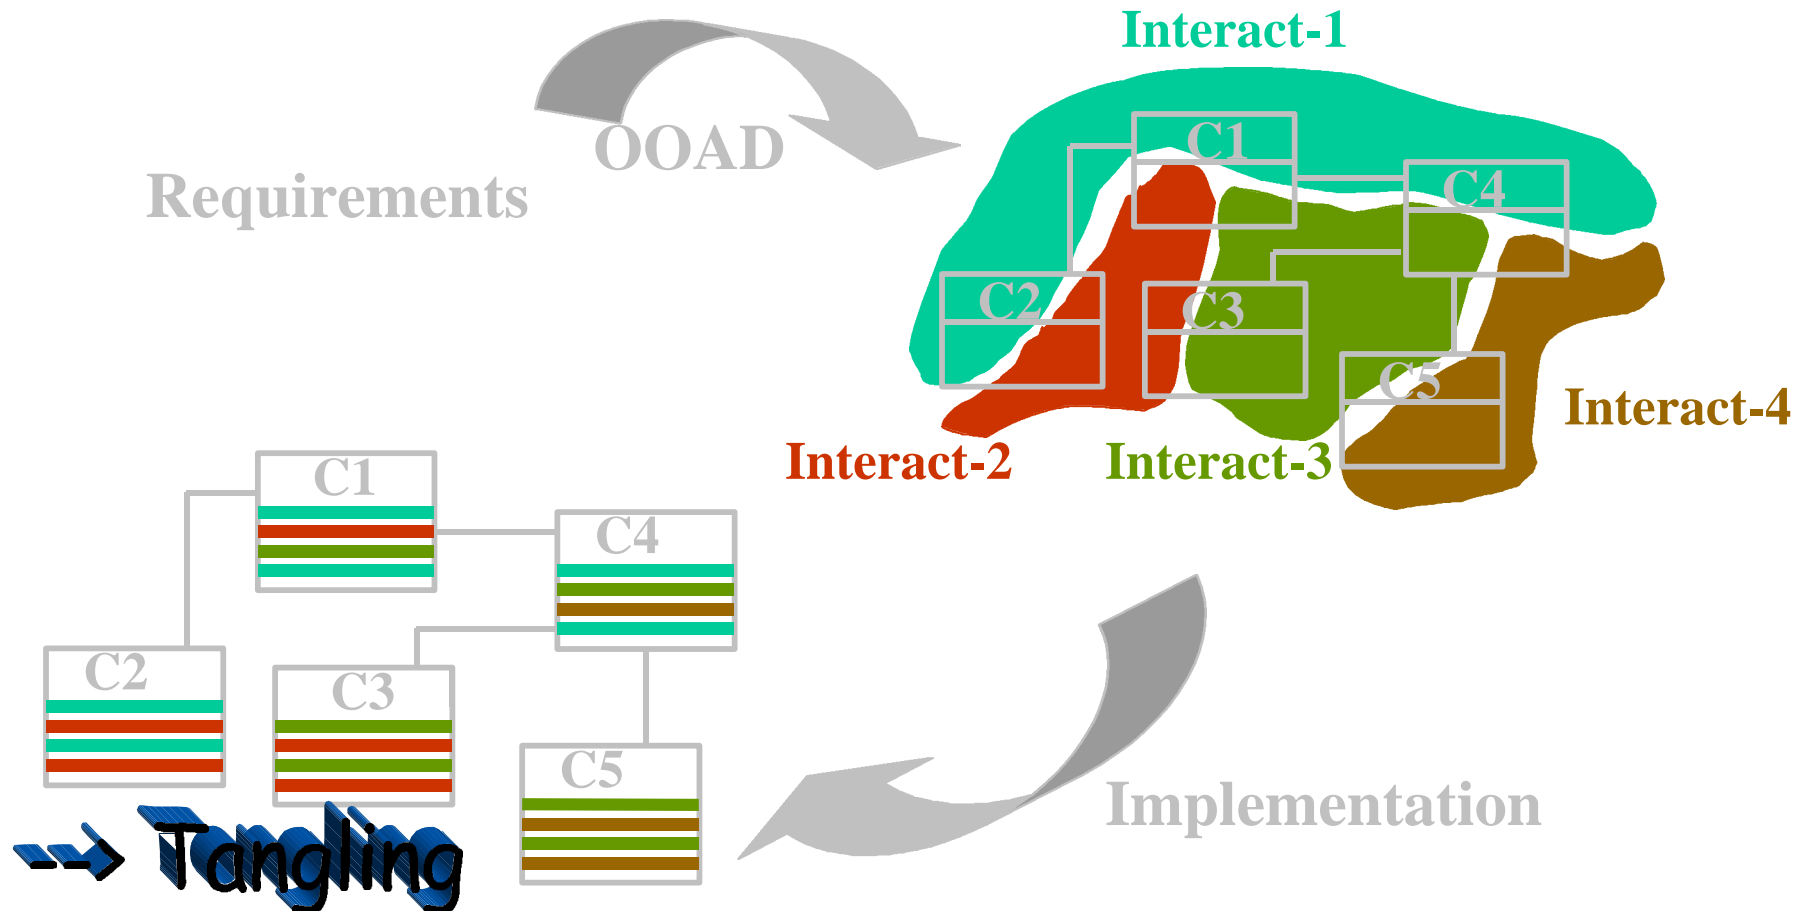 Interact-1
OOAD
Requirements
C1
C4
C2
C3
C5
Interact-4
Interact-2
Interact-3
C1
C4
C2
C3
C5
Implementation
--> Tangling